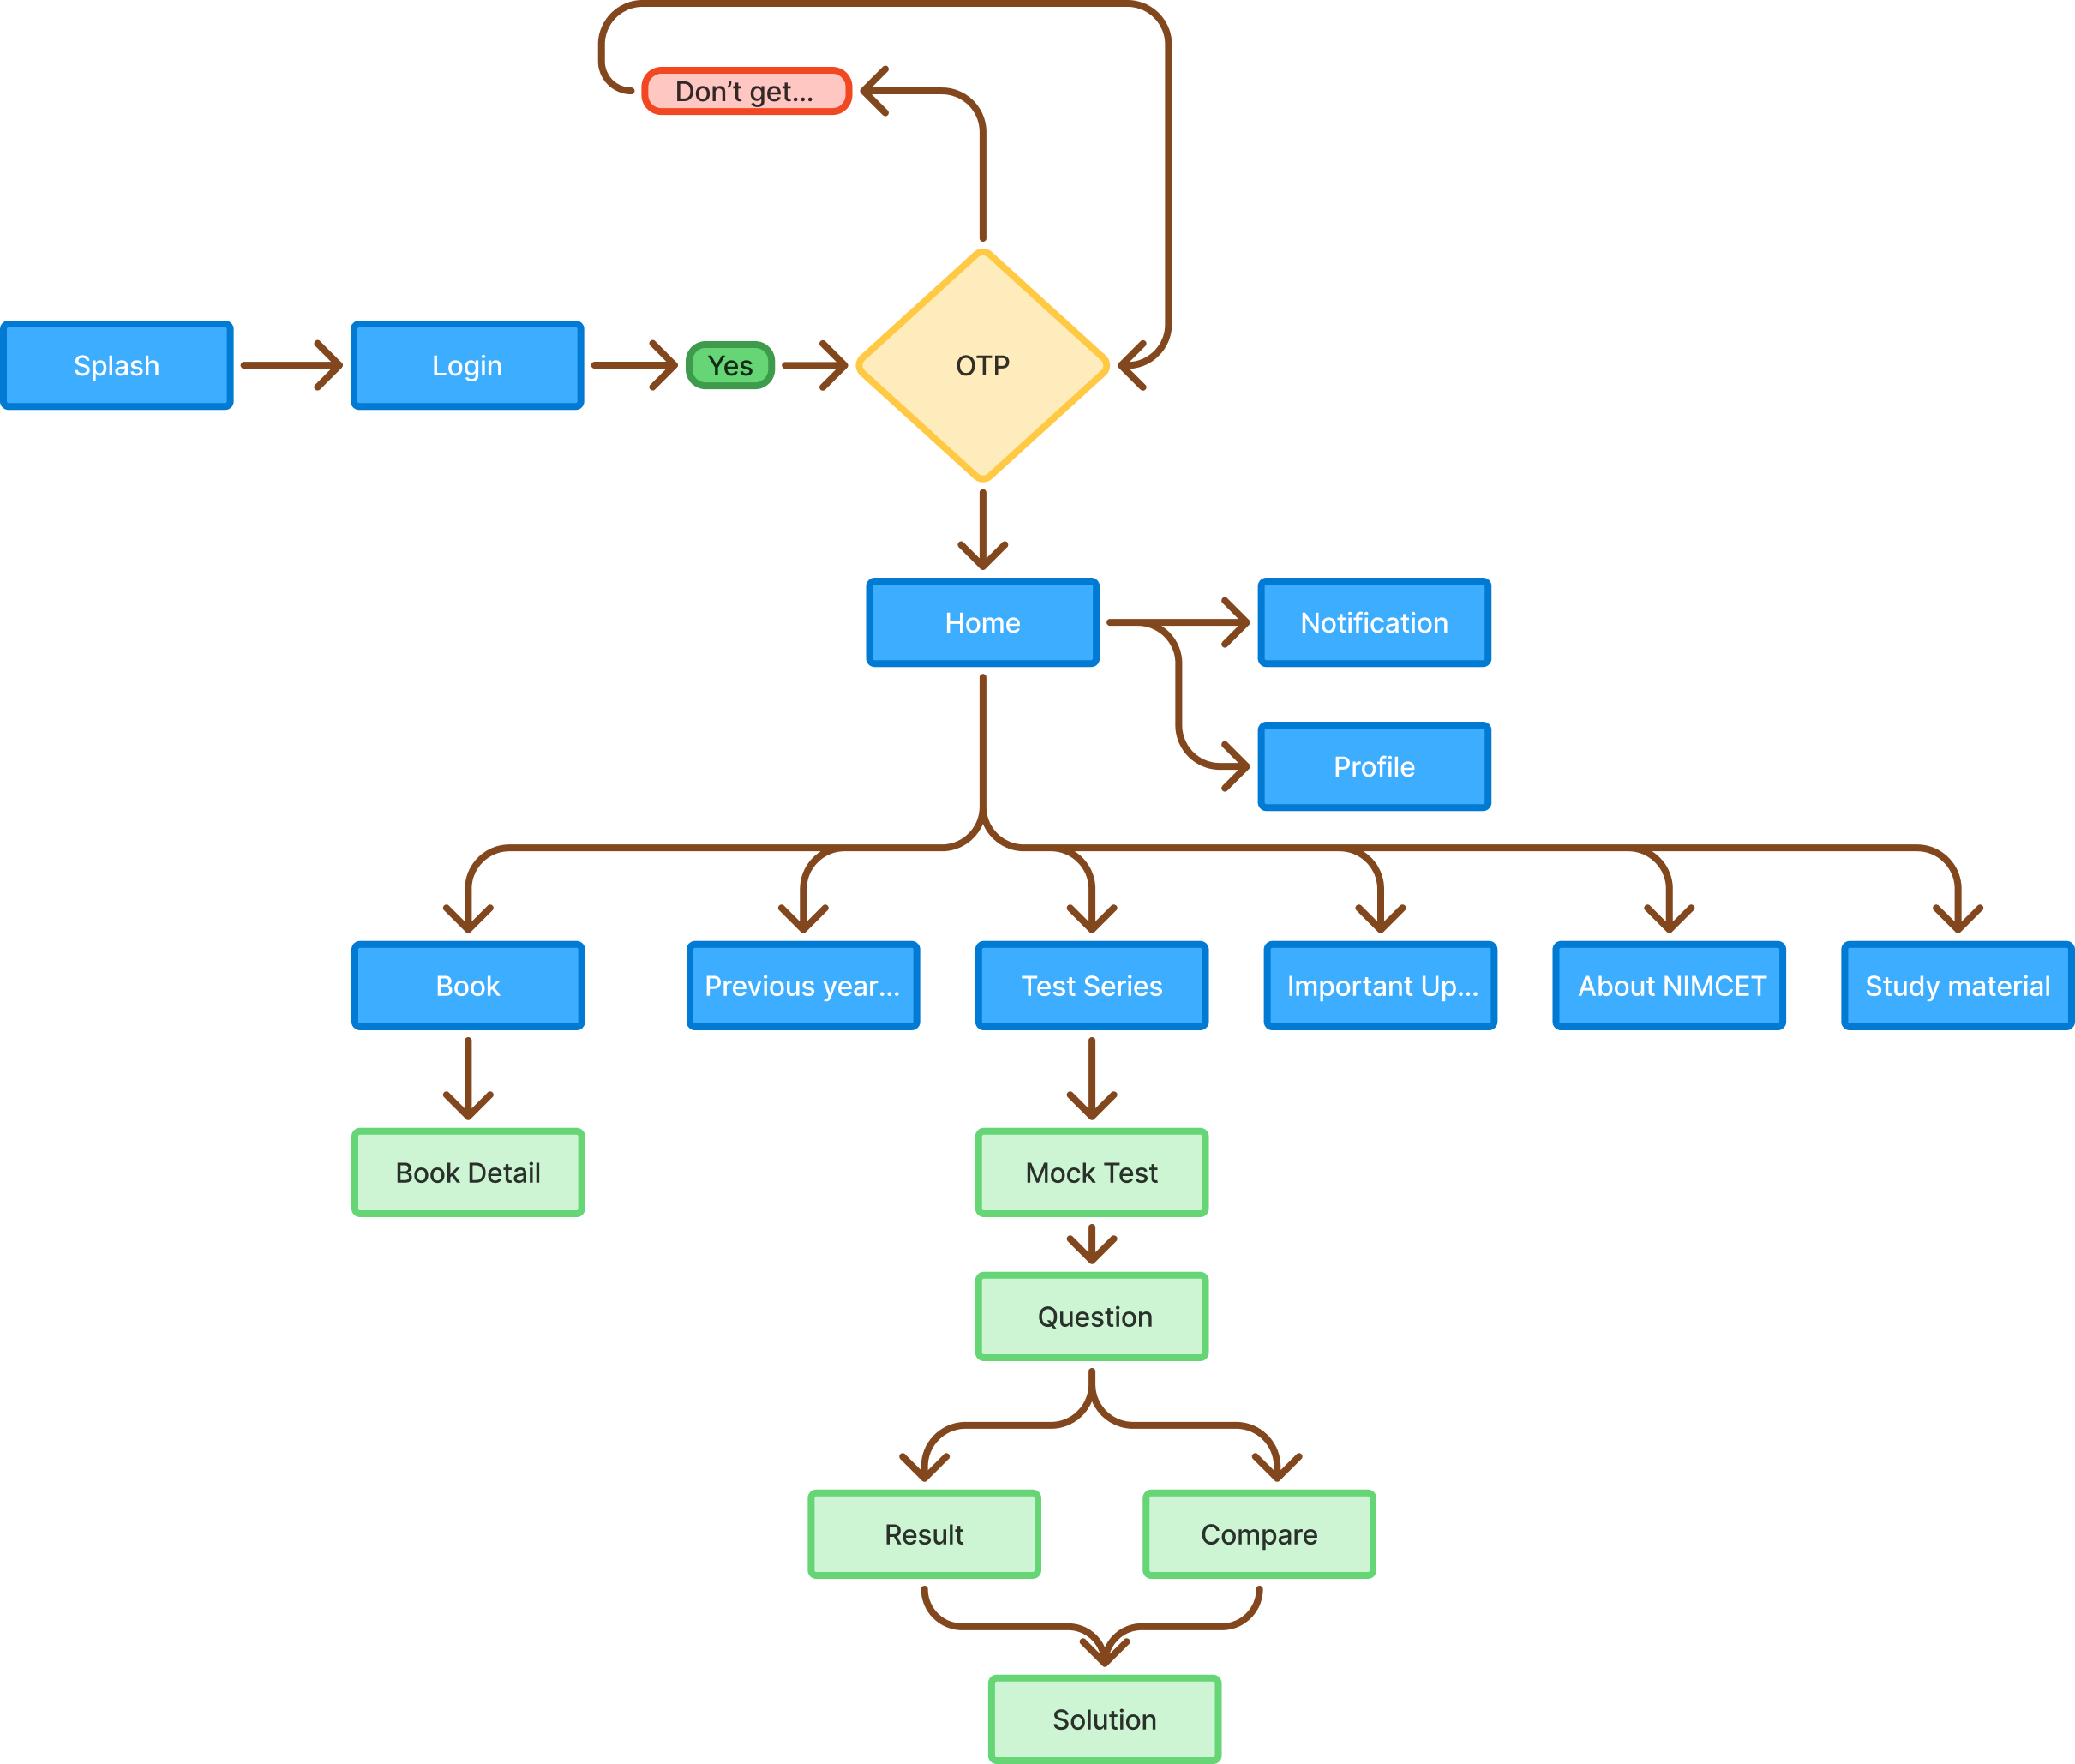 Don’t get...
Splash
Login
Yes
OTP
Home
Notification
Profile
Book
Previous year...
Test Series
Important Up...
About NIMCET
Study material
Book Detail
Mock Test
Question
Result
Compare
Solution